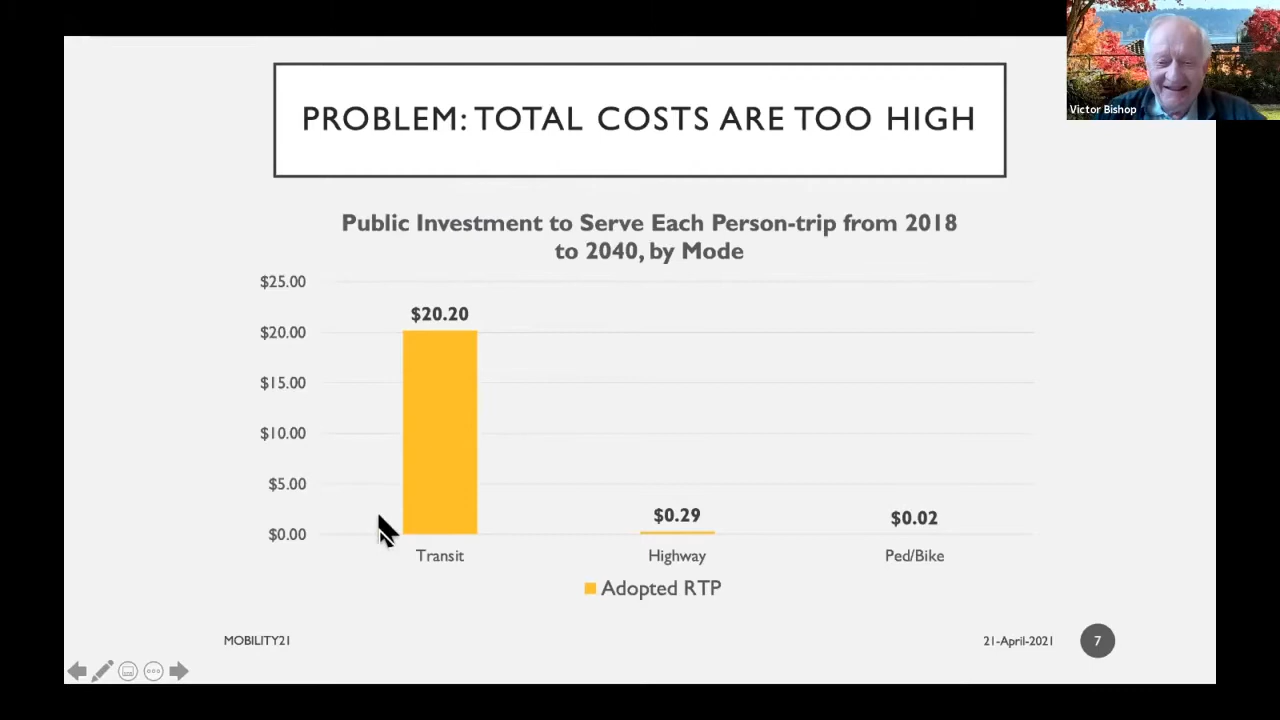 Victor Bishop
PROBLEM: TOTAL COSTS ARE TOO HIGH
Public Investment to Serve Each Person-trip from 2018
to 2040, by Mode
$25.00
$20.00
$15.00
$10.00
$5.00
$0.00
$20.20
$0.29
$0.02
Transit
Highway
Ped/Bike
Adopted RTP
MOBILITY21
21-April-2021
7